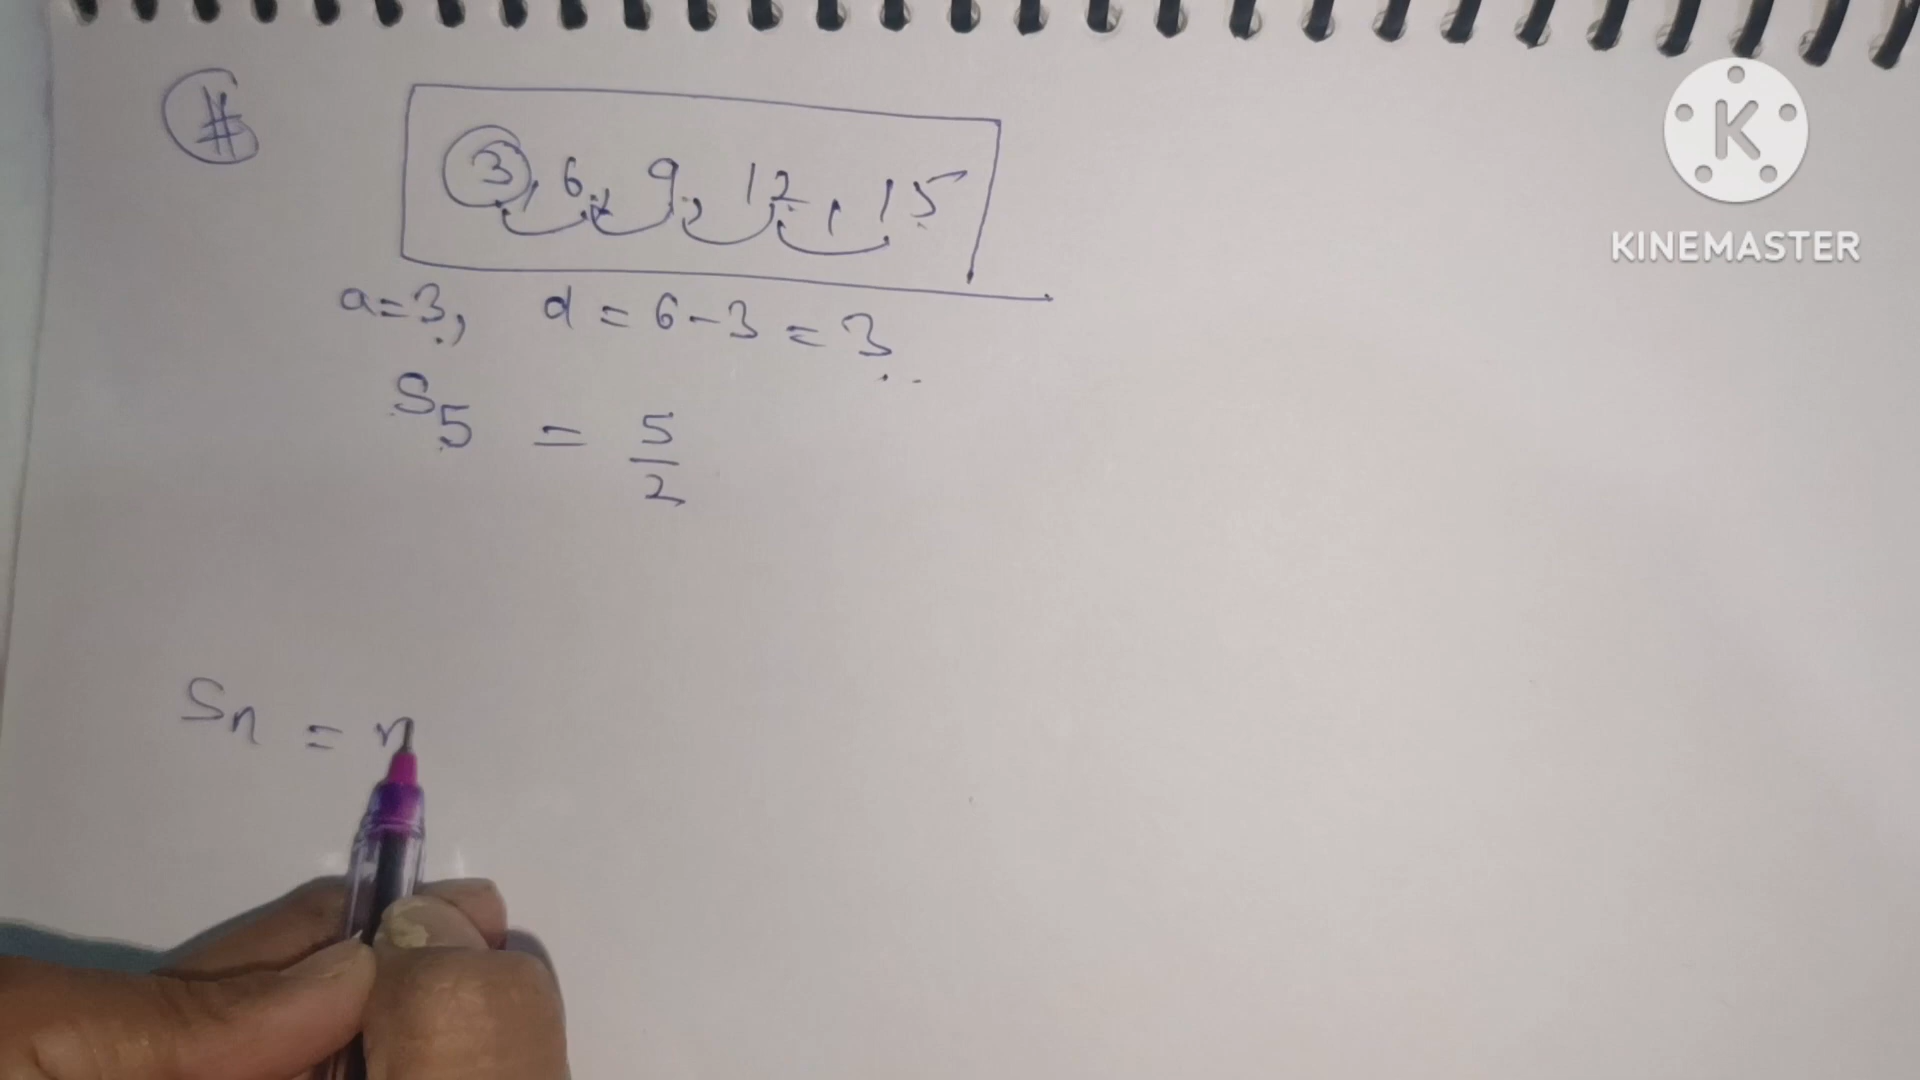 #
3, 6, 9, 12, 15
a=3, d = 6-3 = 3
S5 = 5/2
Sn = n
K
KINEMASTER